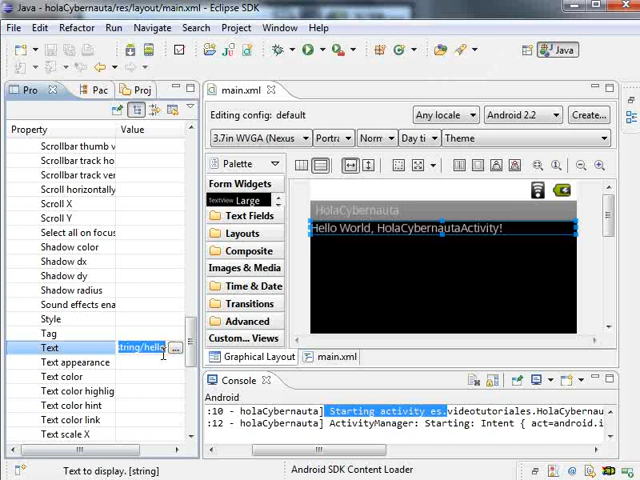 Java - holaCybernauta/res/layout/main.xml - Eclipse SDK
File Edit Refactor Run Navigate Search Project Window Help
Java
Pro Pac Proj
main.xml
Property Value
Editing config: default
Any locale Android 2.2 Create...
3.7in WVGA (Nexus Portra Norr Day ti Theme
Palette
Form Widgets
TextView Large
Text Fields
Layouts
Composite
Images & Media
Time & Date
Transitions
Advanced
Custom... Views
HolaCybernauta
Hello World, HolaCybernautaActivity!
Scrollbar thumb v
Scrollbar track ho
Scrollbar track ver
Scroll horizontally
Scroll X
Scroll Y
Select all on focus
Shadow color
Shadow dx
Shadow dy
Shadow radius
Sound effects ena
Style
Tag
Text string/hello ...
Text appearance
Text color
Text color highlig
Text color hint
Text color link
Text scale X
Graphical Layout main.xml
Console
:10 - holaCybernauta] Starting activity es.videotutoriales.HolaCybernau
:12 - holaCybernauta] ActivityManager: Starting: Intent { act=android.i
Text to display. [string]
Android SDK Content Loader